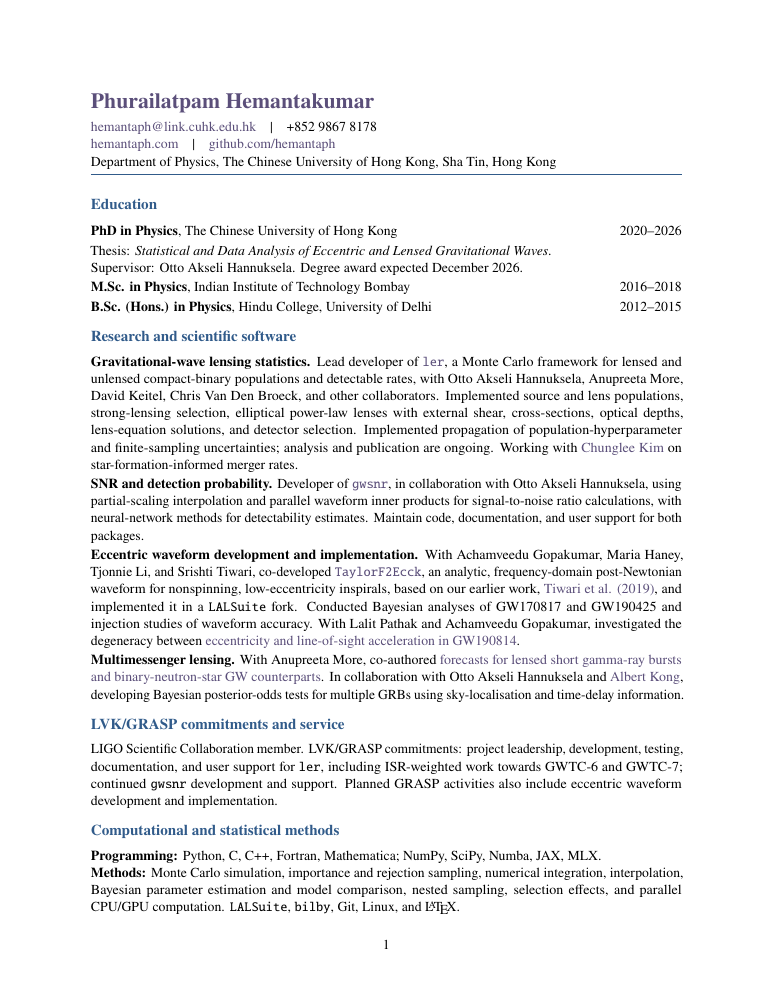 Phurailatpam Hemantakumar
hemantaph@link.cuhk.edu.hk | +852 9867 8178
hemantaph.com | github.com/hemantaph
Department of Physics, The Chinese University of Hong Kong, Sha Tin, Hong Kong
Education
PhD in Physics, The Chinese University of Hong Kong 2020–2026
Thesis: Statistical and Data Analysis of Eccentric and Lensed Gravitational Waves.
Supervisor: Otto Akseli Hannuksela. Degree award expected December 2026.
M.Sc. in Physics, Indian Institute of Technology Bombay 2016–2018
B.Sc. (Hons.) in Physics, Hindu College, University of Delhi 2012–2015
Research and scientific software
Gravitational-wave lensing statistics. Lead developer of ler, a Monte Carlo framework for lensed and
unlensed compact-binary populations and detectable rates, with Otto Akseli Hannuksela, Anupreeta More,
David Keitel, Chris Van Den Broeck, and other collaborators. Implemented source and lens populations,
strong-lensing selection, elliptical power-law lenses with external shear, cross-sections, optical depths,
lens-equation solutions, and detector selection. Implemented propagation of population-hyperparameter
and finite-sampling uncertainties; analysis and publication are ongoing. Working with Chunglee Kim on
star-formation-informed merger rates.
SNR and detection probability. Developer of gwsnr, in collaboration with Otto Akseli Hannuksela, using
partial-scaling interpolation and parallel waveform inner products for signal-to-noise ratio calculations, with
neural-network methods for detectability estimates. Maintain code, documentation, and user support for both
packages.
Eccentric waveform development and implementation. With Achamveedu Gopakumar, Maria Haney,
Tjonnie Li, and Srishti Tiwari, co-developed TaylorF2Ecck, an analytic, frequency-domain post-Newtonian
waveform for nonspinning, low-eccentricity inspirals, based on our earlier work, Tiwari et al. (2019), and
implemented it in a LALSuite fork. Conducted Bayesian analyses of GW170817 and GW190425 and
injection studies of waveform accuracy. With Lalit Pathak and Achamveedu Gopakumar, investigated the
degeneracy between eccentricity and line-of-sight acceleration in GW190814.
Multimessenger lensing. With Anupreeta More, co-authored forecasts for lensed short gamma-ray bursts
and binary-neutron-star GW counterparts. In collaboration with Otto Akseli Hannuksela and Albert Kong,
developing Bayesian posterior-odds tests for multiple GRBs using sky-localisation and time-delay information.
LVK/GRASP commitments and service
LIGO Scientific Collaboration member. LVK/GRASP commitments: project leadership, development, testing,
documentation, and user support for ler, including ISR-weighted work towards GWTC-6 and GWTC-7;
continued gwsnr development and support. Planned GRASP activities also include eccentric waveform
development and implementation.
Computational and statistical methods
Programming: Python, C, C++, Fortran, Mathematica; NumPy, SciPy, Numba, JAX, MLX.
Methods: Monte Carlo simulation, importance and rejection sampling, numerical integration, interpolation,
Bayesian parameter estimation and model comparison, nested sampling, selection effects, and parallel
CPU/GPU computation. LALSuite, bilby, Git, Linux, and LATEX.
1